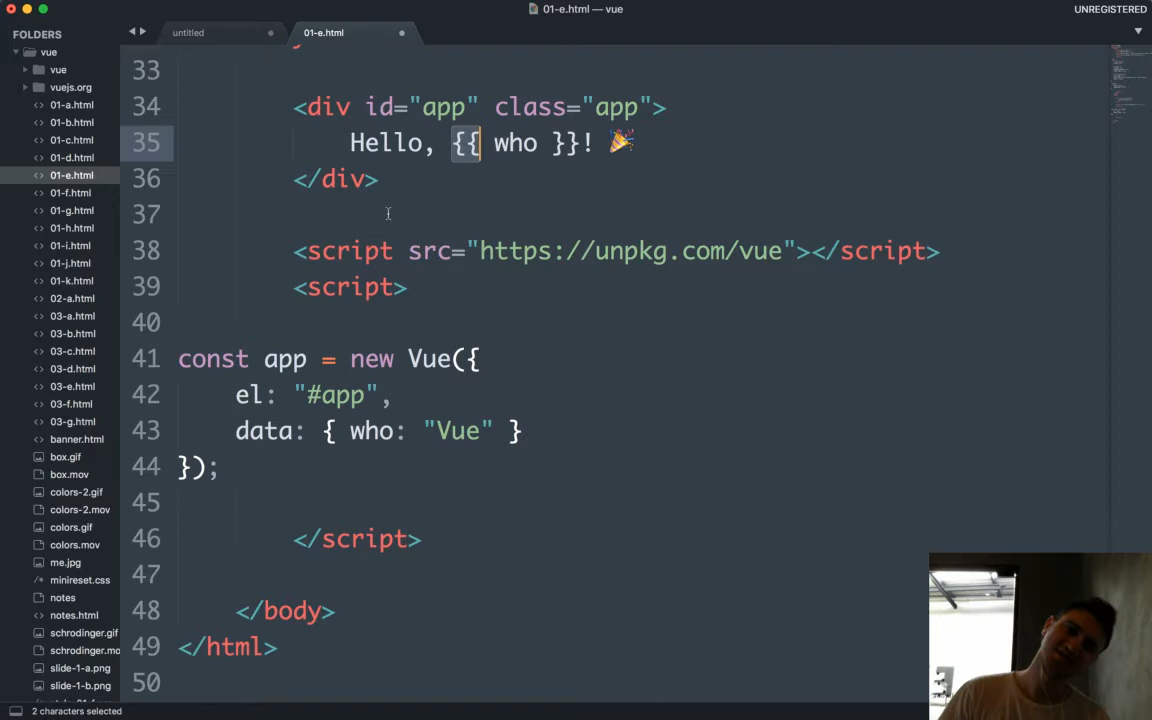 01-e.html — vue
UNREGISTERED
FOLDERS
vue
vue
vuejs.org
01-a.html
01-b.html
01-c.html
01-d.html
01-e.html
01-f.html
01-g.html
01-h.html
01-i.html
01-j.html
01-k.html
02-a.html
03-a.html
03-b.html
03-c.html
03-d.html
03-e.html
03-f.html
03-g.html
banner.html
box.gif
box.mov
colors-2.gif
colors-2.mov
colors.gif
colors.mov
me.jpg
minireset.css
notes
notes.html
schrodinger.gif
schrodinger.mo
slide-1-a.png
slide-1-b.png
untitled
01-e.html
33
34 <div id="app" class="app">
35 Hello, {{ who }}! 🎉
36 </div>
37
38 <script src="https://unpkg.com/vue"></script>
39 <script>
40
41 const app = new Vue({
42 el: "#app",
43 data: { who: "Vue" }
44 });
45
46 </script>
47
48 </body>
49 </html>
50
2 characters selected